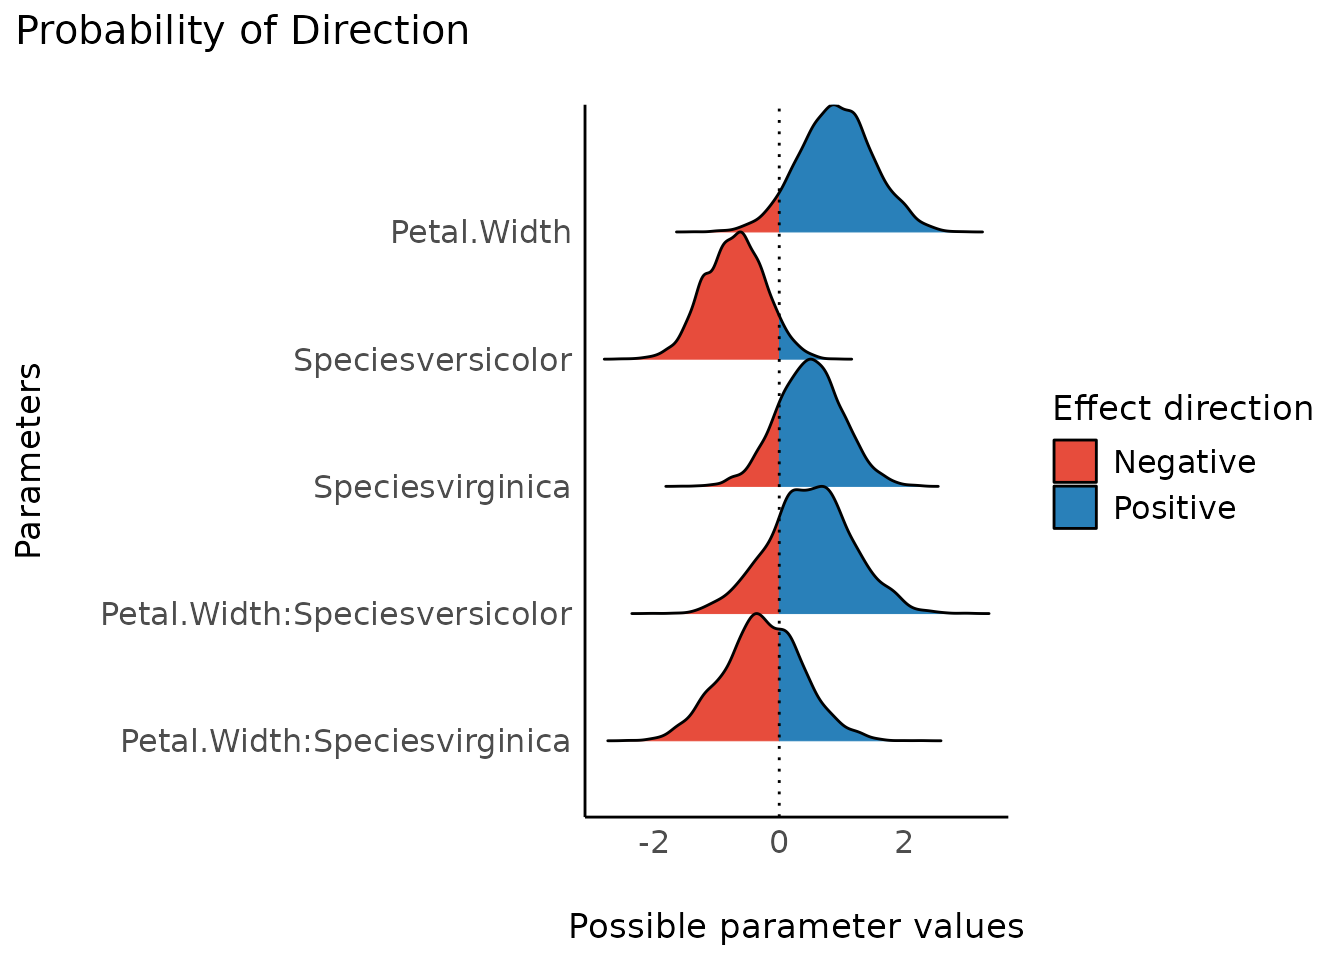 Probability of Direction
Petal.Width
Speciesversicolor
Speciesvirginica
Petal.Width:Speciesversicolor
Petal.Width:Speciesvirginica
Parameters
-2 0 2
Possible parameter values
Effect direction
Negative
Positive